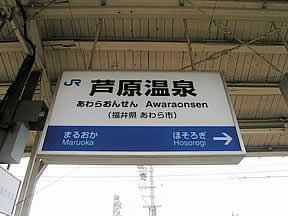 JR
芦原温泉
あわらおんせん Awaraonsen
(福井県 あわら市)
まるおか ほそろぎ
Maruoka Hosorogi